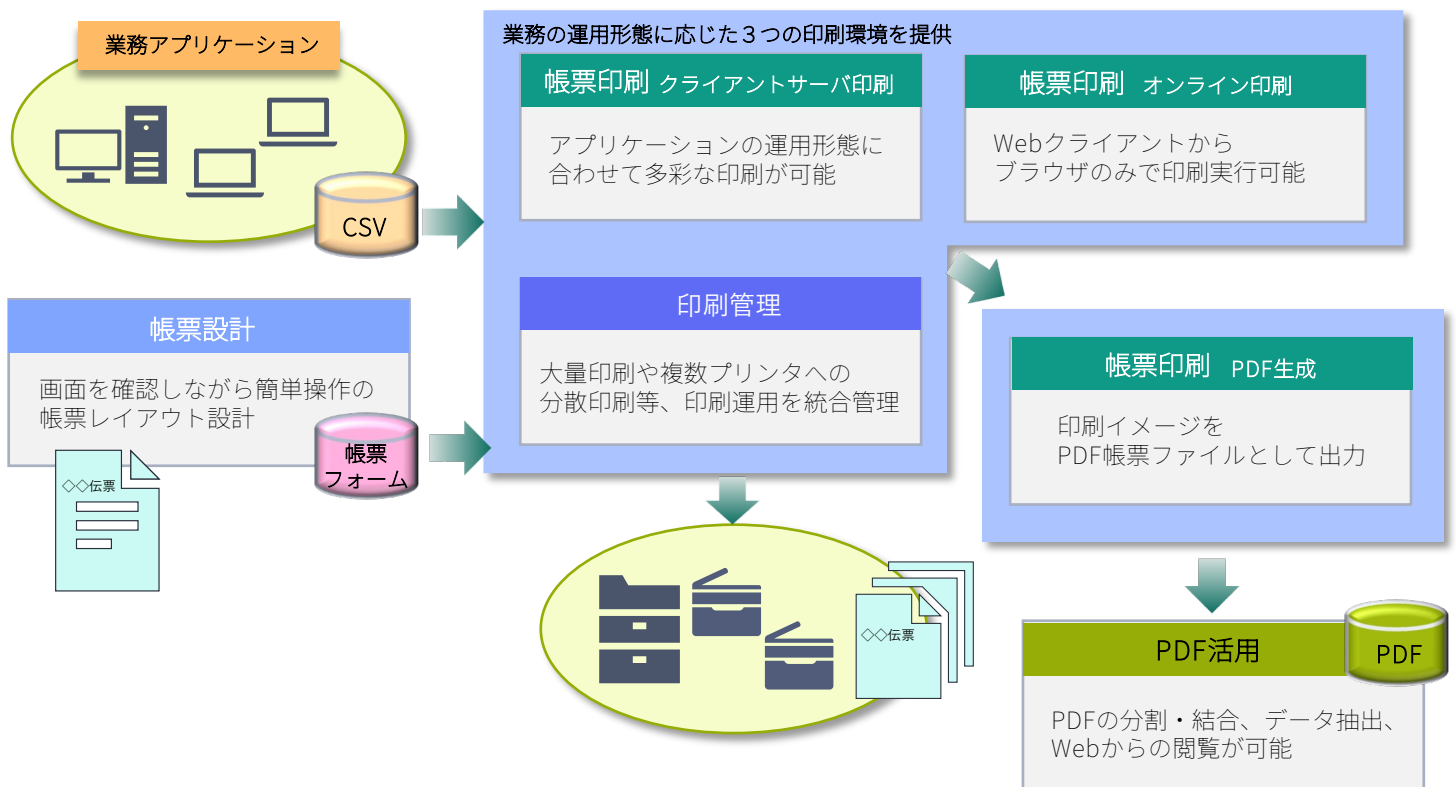 業務アプリケーション
CSV
帳票設計
画面を確認しながら簡単操作の
帳票レイアウト設計
◇◇伝票
帳票
フォーム
業務の運用形態に応じた３つの印刷環境を提供
帳票印刷 クライアントサーバ印刷
アプリケーションの運用形態に
合わせて多彩な印刷が可能
帳票印刷 オンライン印刷
Webクライアントから
ブラウザのみで印刷実行可能
印刷管理
大量印刷や複数プリンタへの
分散印刷等、印刷運用を統合管理
◇◇伝票
帳票印刷 PDF生成
印刷イメージを
PDF帳票ファイルとして出力
PDF活用
PDF
PDFの分割・結合、データ抽出、
Webからの閲覧が可能